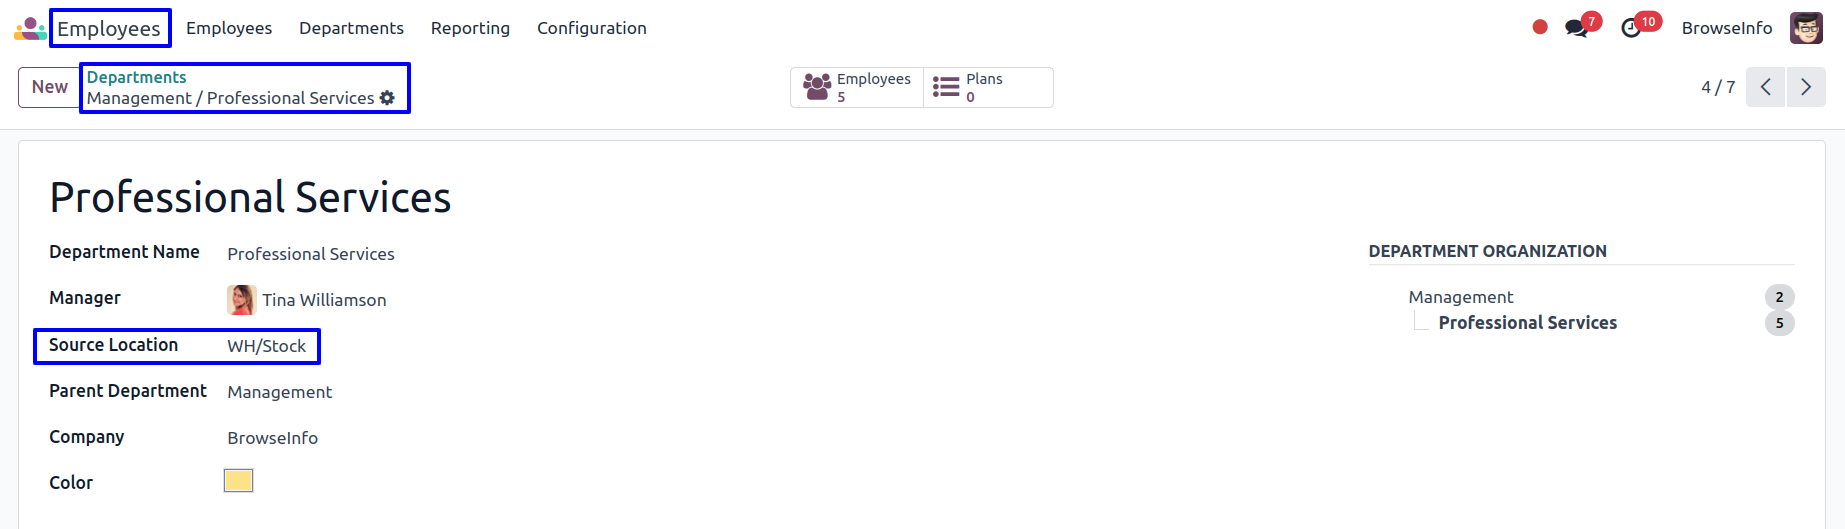 Employees Employees Departments Reporting Configuration 7 10 BrowseInfo
New Departments
Management / Professional Services
Employees
5
Plans
0
4 / 7
Professional Services
Department Name Professional Services
Manager Tina Williamson
Source Location WH/Stock
Parent Department Management
Company BrowseInfo
Color
DEPARTMENT ORGANIZATION
Management 2
Professional Services 5